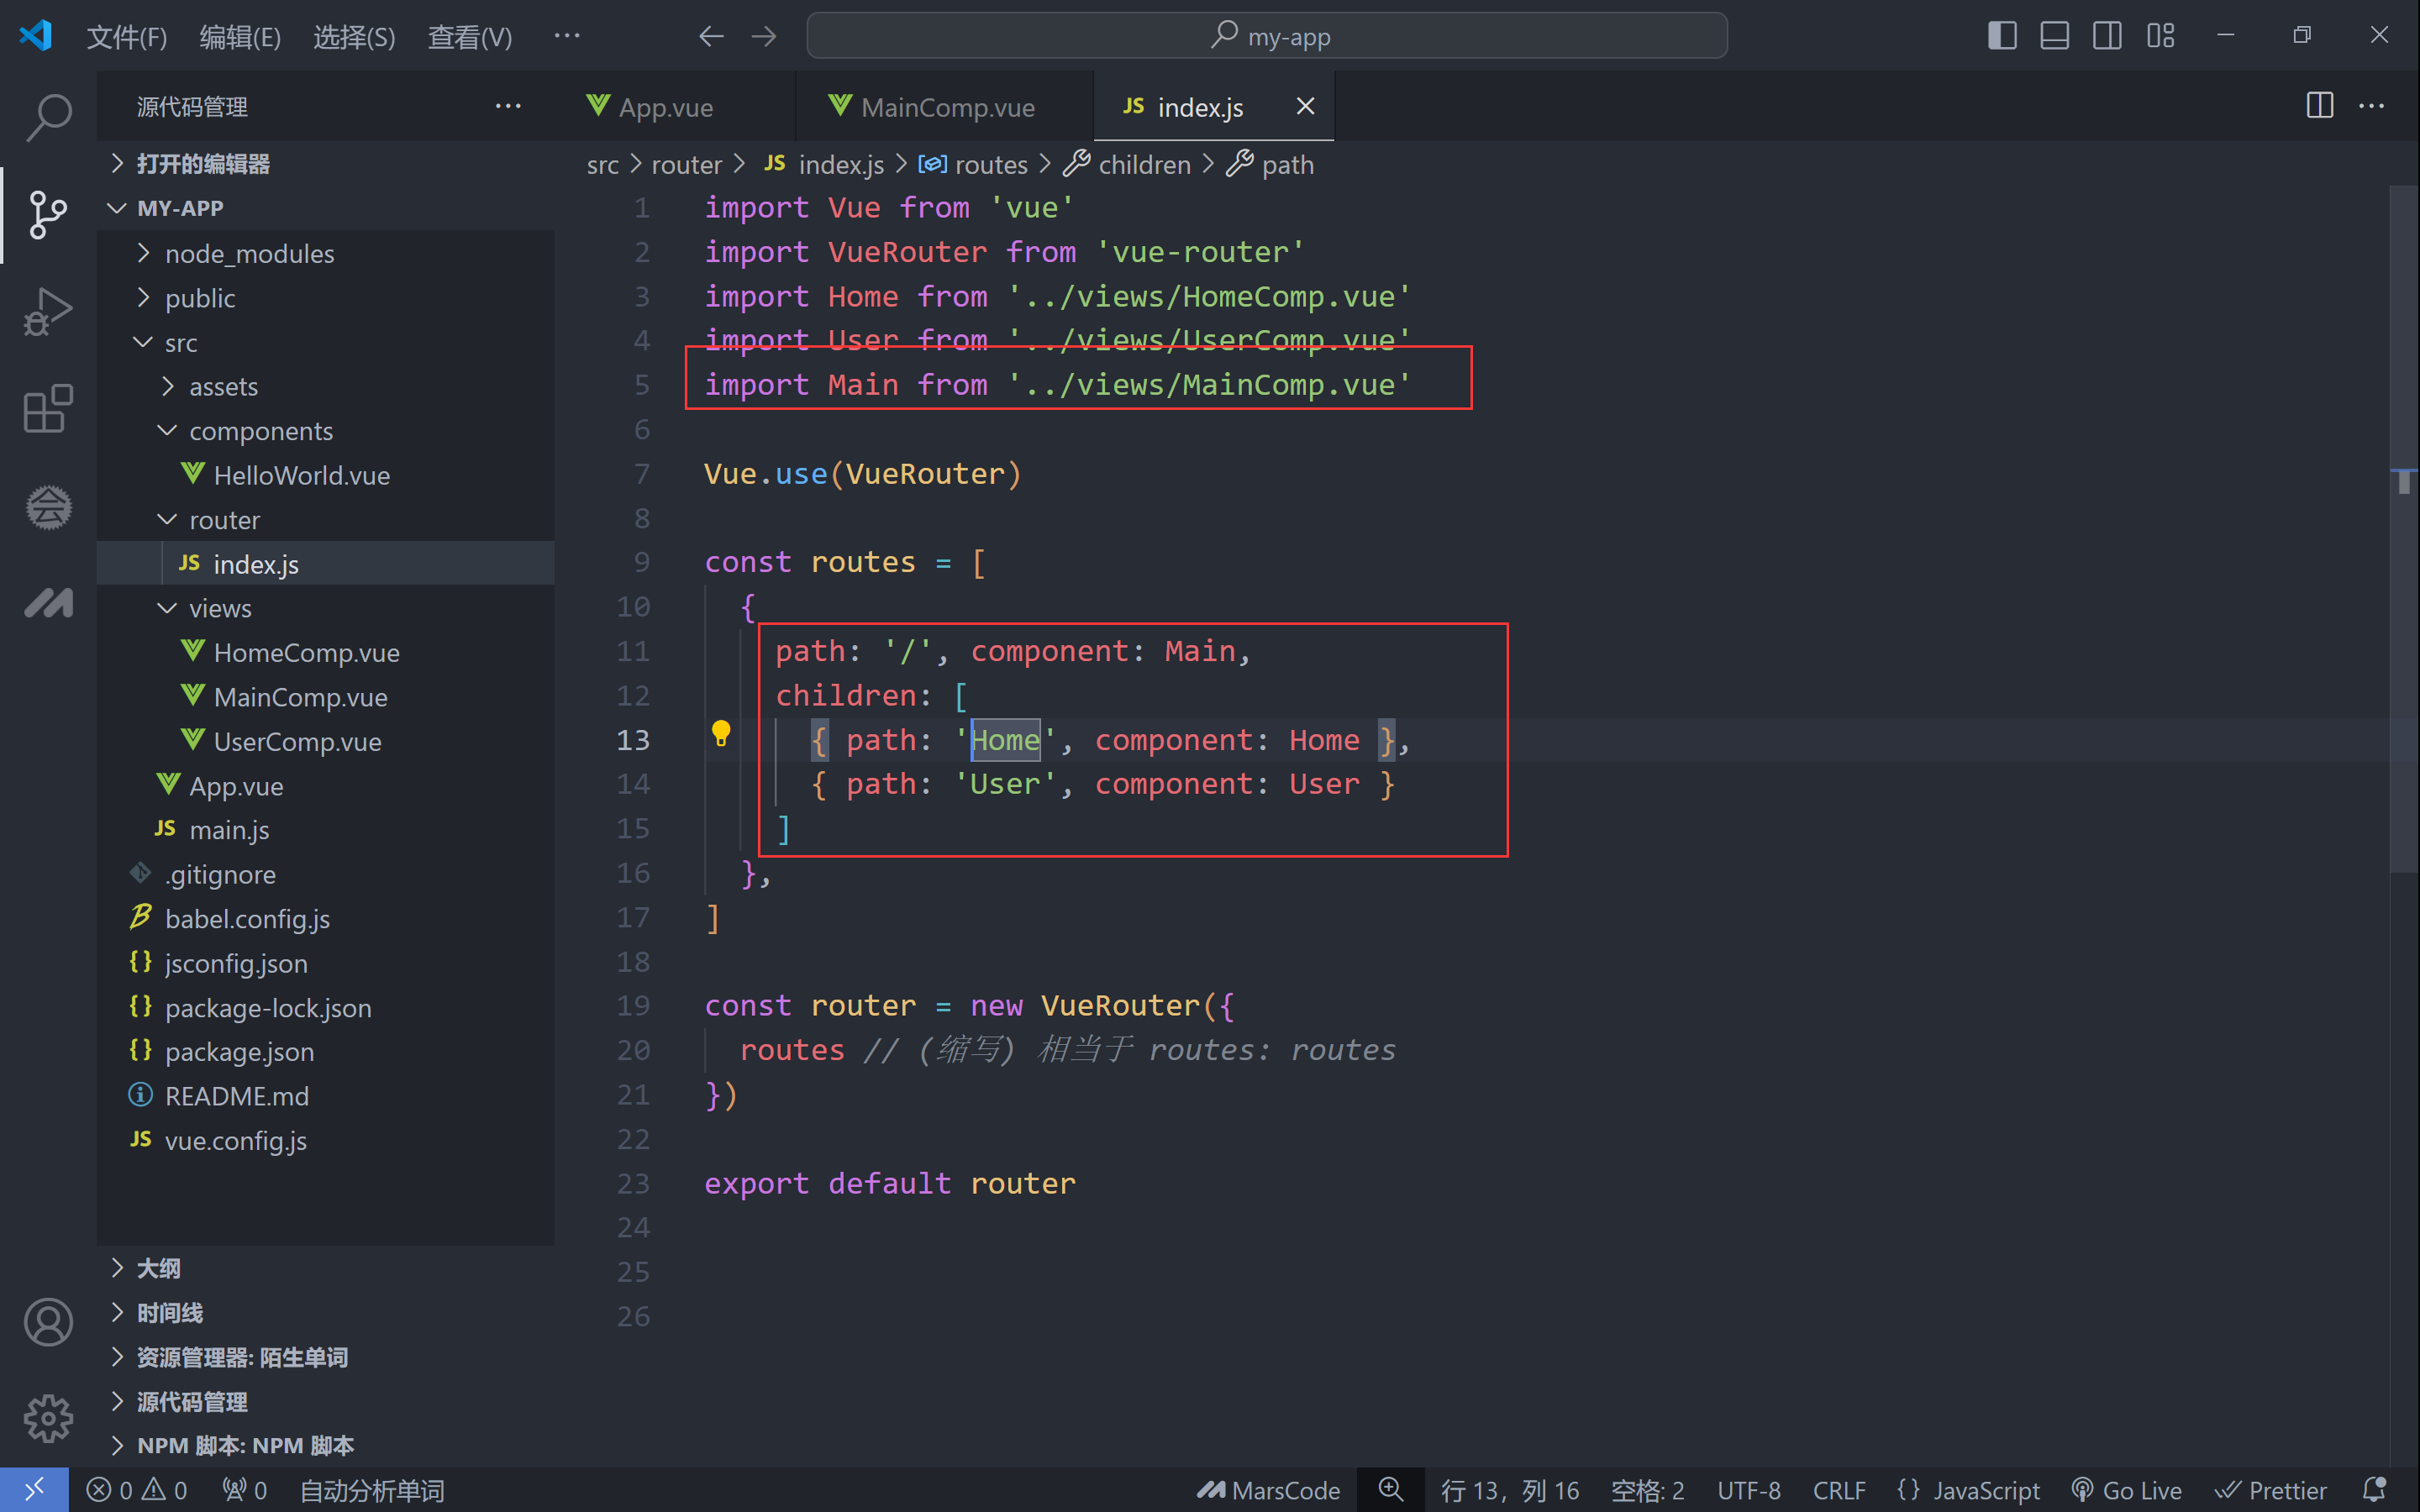 文件(F) 编辑(E) 选择(S) 查看(V) ··· my-app
源代码管理 ···
打开的编辑器
MY-APP
node_modules
public
src
assets
components
HelloWorld.vue
router
JS index.js
views
HomeComp.vue
MainComp.vue
UserComp.vue
App.vue
JS main.js
.gitignore
babel.config.js
{} jsconfig.json
{} package-lock.json
{} package.json
README.md
JS vue.config.js
大纲
时间线
资源管理器: 陌生单词
源代码管理
NPM 脚本: NPM 脚本
App.vue MainComp.vue JS index.js
src > router > JS index.js > routes > children > path
1 import Vue from 'vue'
2 import VueRouter from 'vue-router'
3 import Home from '../views/HomeComp.vue'
4 import User from '../views/UserComp.vue'
5 import Main from '../views/MainComp.vue'
6
7 Vue.use(VueRouter)
8
9 const routes = [
10 {
11 path: '/', component: Main,
12 children: [
13 { path: 'Home', component: Home },
14 { path: 'User', component: User }
15 ]
16 },
17 ]
18
19 const router = new VueRouter({
20 routes // (缩写) 相当于 routes: routes
21 })
22
23 export default router
24
25
26
0 0 0 自动分析单词 MarsCode 行 13, 列 16 空格: 2 UTF-8 CRLF {} JavaScript Go Live Prettier